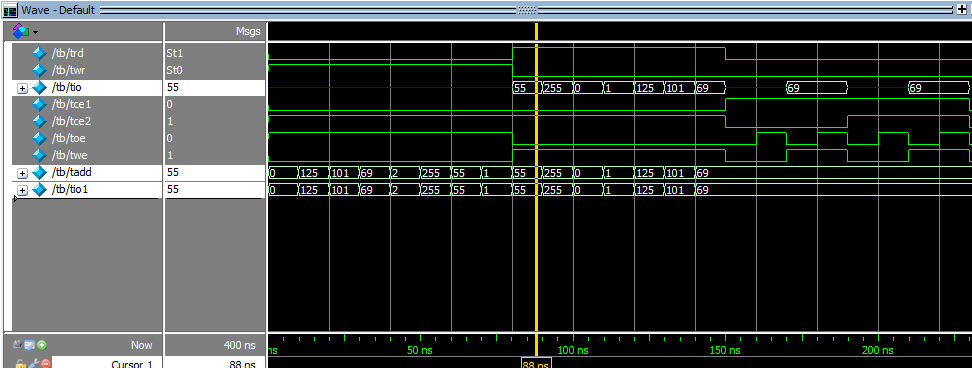 Wave - Default
Msgs
/tb/trd St1
/tb/twr St0
/tb/tio 55 55 255 0 1 125 101 69 69 69
/tb/tce1 0
/tb/tce2 1
/tb/toe 0
/tb/twe 1
/tb/tadd 55 0 125 101 69 2 255 55 1 55 255 0 1 125 101 69
/tb/tio1 55 0 125 101 69 2 255 55 1 55 255 0 1 125 101 69
Now 400 ns ns 50 ns 100 ns 150 ns 200 ns
Cursor 1 88 ns 88 ns